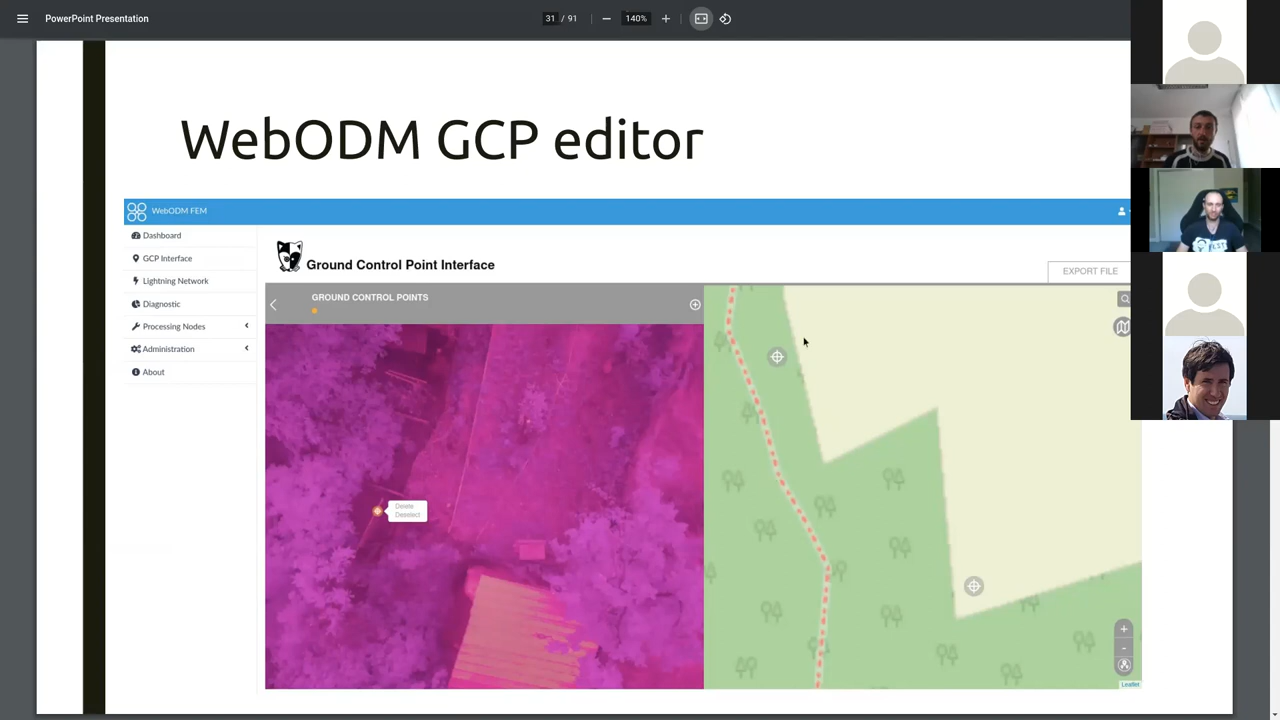 PowerPoint Presentation
31 / 91
140%
WebODM GCP editor
WebODM FEM
Dashboard
GCP Interface
Lightning Network
Diagnostic
Processing Nodes
Administration
About
Ground Control Point Interface
EXPORT FILE
GROUND CONTROL POINTS
Delete
Deselect
+
-
Leaflet